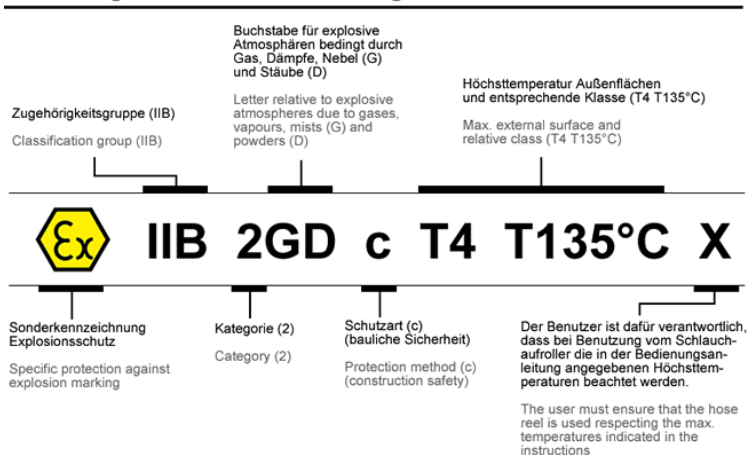 Buchstabe für explosive
Atmosphären bedingt durch
Gas, Dämpfe, Nebel (G)
und Stäube (D)
Letter relative to explosive
atmospheres due to gases,
vapours, mists (G) and
powders (D)
Höchsttemperatur Außenflächen
und entsprechende Klasse (T4 T135°C)
Max. external surface and
relative class (T4 T135°C)
Zugehörigkeitsgruppe (IIB)
Classification group (IIB)
Ex IIB 2GD c T4 T135°C X
Sonderkennzeichnung
Explosionsschutz
Specific protection against
explosion marking
Kategorie (2)
Category (2)
Schutzart (c)
(bauliche Sicherheit)
Protection method (c)
(construction safety)
Der Benutzer ist dafür verantwortlich,
dass bei Benutzung vom Schlauch-
aufroller die in der Bedienungsan-
leitung angegebenen Höchsttem-
peraturen beachtet werden.
The user must ensure that the hose
reel is used respecting the max.
temperatures indicated in the
instructions